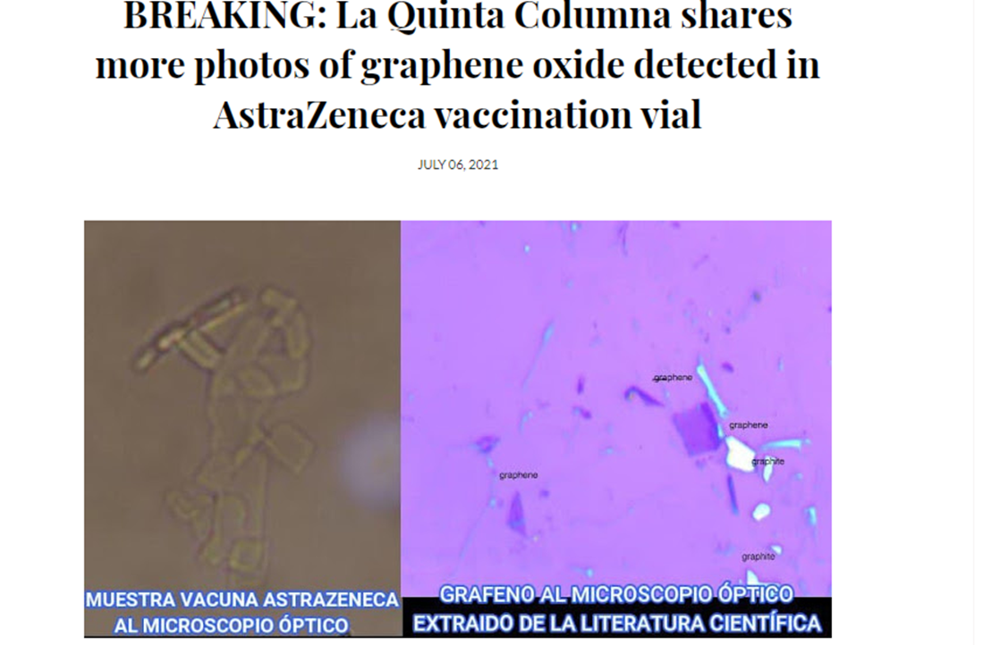 BREAKING: La Quinta Columna shares
more photos of graphene oxide detected in
AstraZeneca vaccination vial
JULY 06, 2021
graphene
graphene
graphite
graphene
graphite
MUESTRA VACUNA ASTRAZENECA
AL MICROSCOPIO ÓPTICO
GRAFENO AL MICROSCOPIO ÓPTICO
EXTRAIDO DE LA LITERATURA CIENTÍFICA